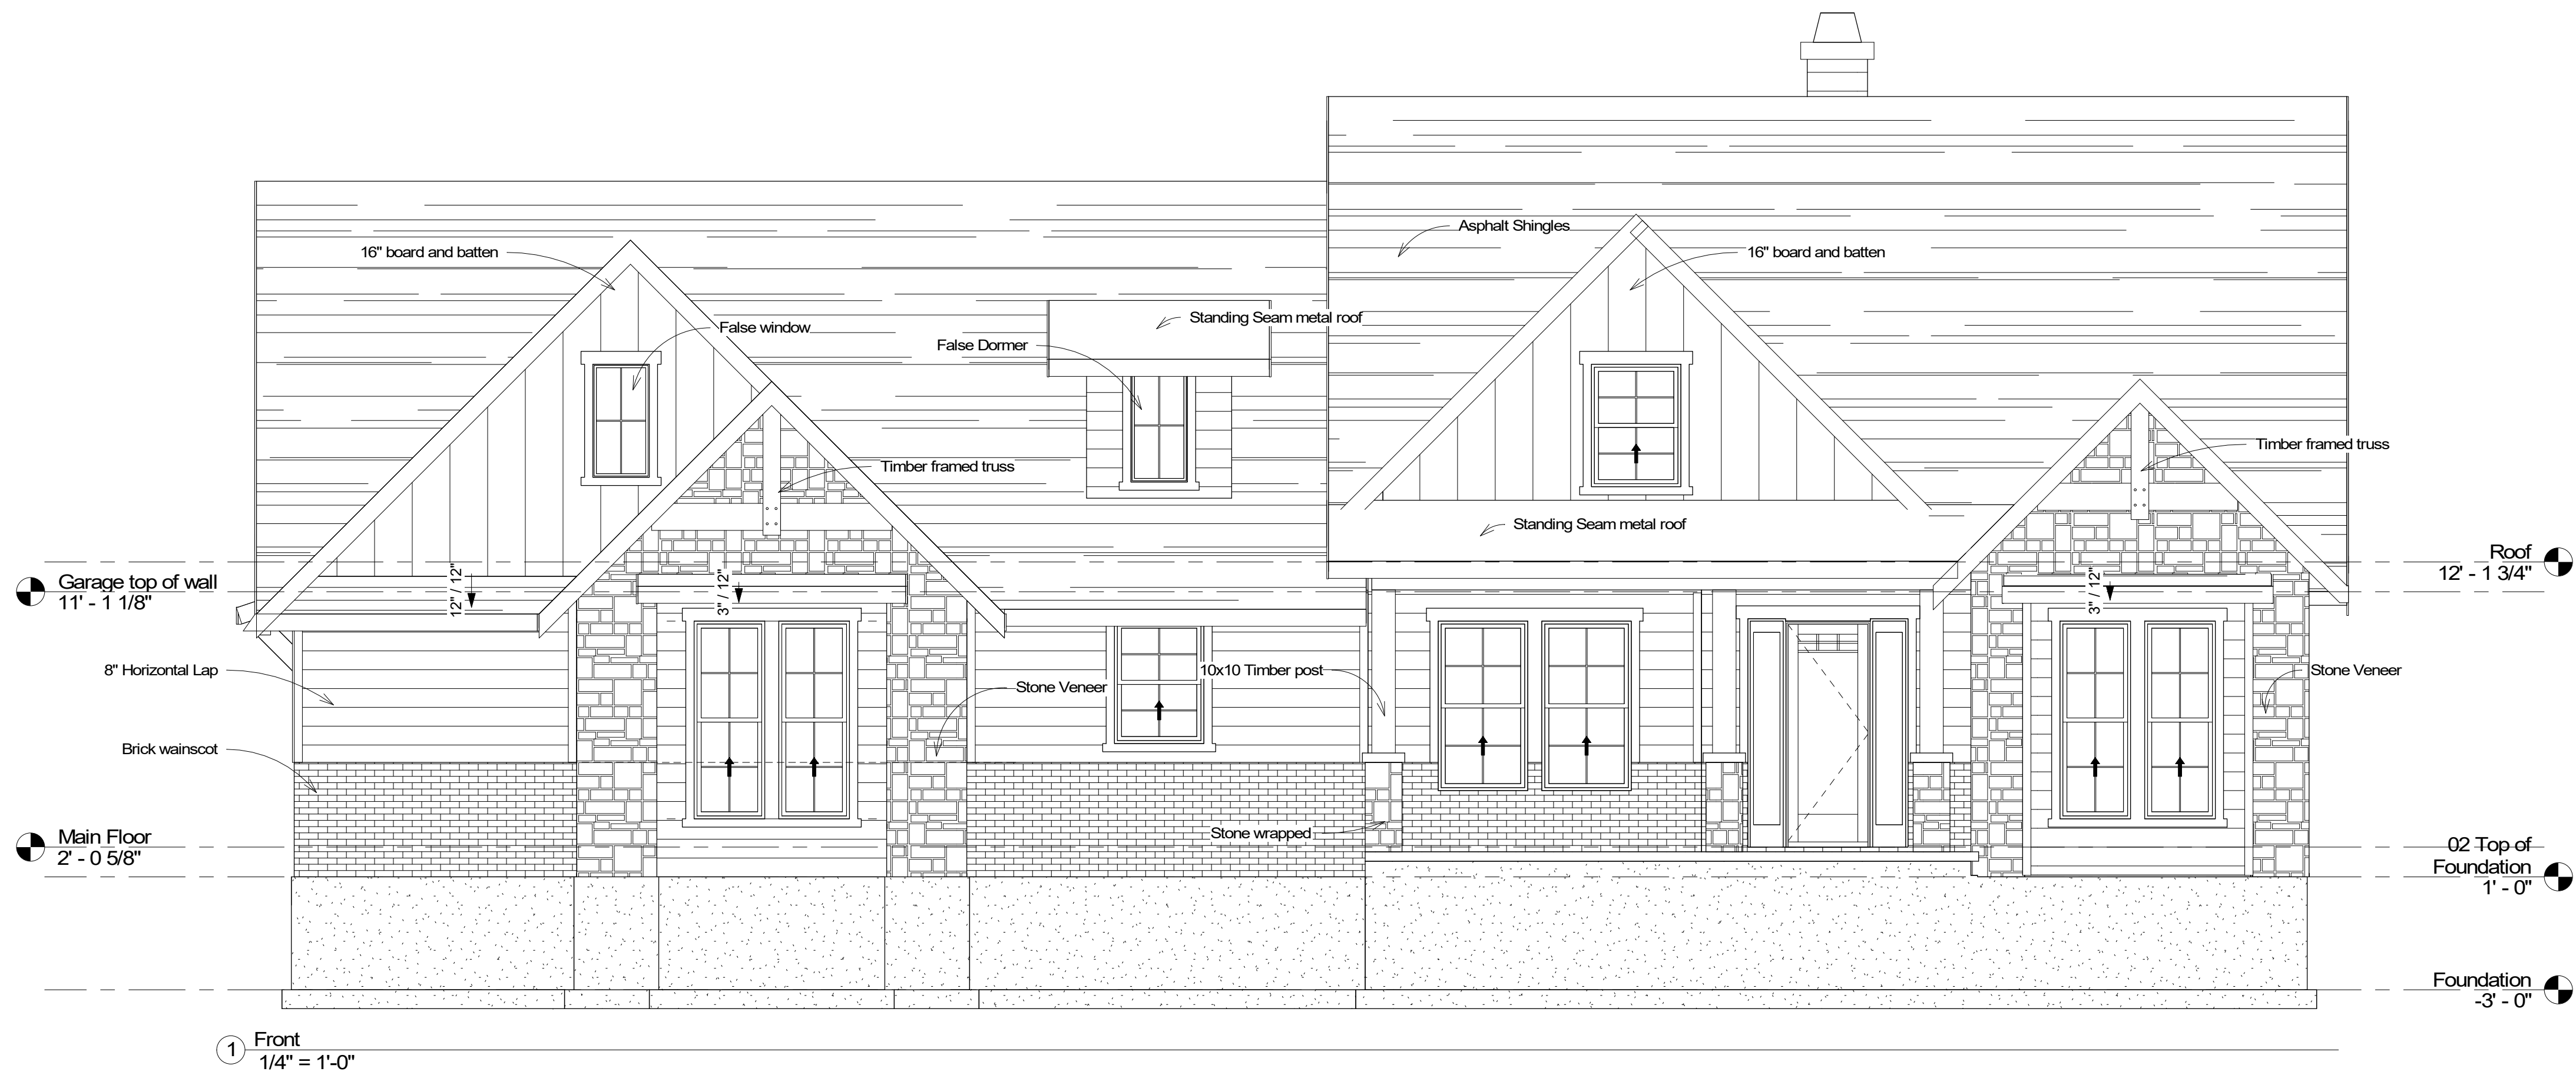 Asphalt Shingles
16" board and batten
16" board and batten
Standing Seam metal roof
False window
False Dormer
Timber framed truss
Timber framed truss
Standing Seam metal roof
Roof
12' - 1 3/4"
Garage top of wall
11' - 1 1/8"
12" / 12"
3" / 12"
3" / 12"
8" Horizontal Lap
10x10 Timber post
Stone Veneer
Stone Veneer
Brick wainscot
Stone wrapped
Main Floor
2' - 0 5/8"
02 Top of
Foundation
1' - 0"
Foundation
-3' - 0"
1
Front
1/4" = 1'-0"